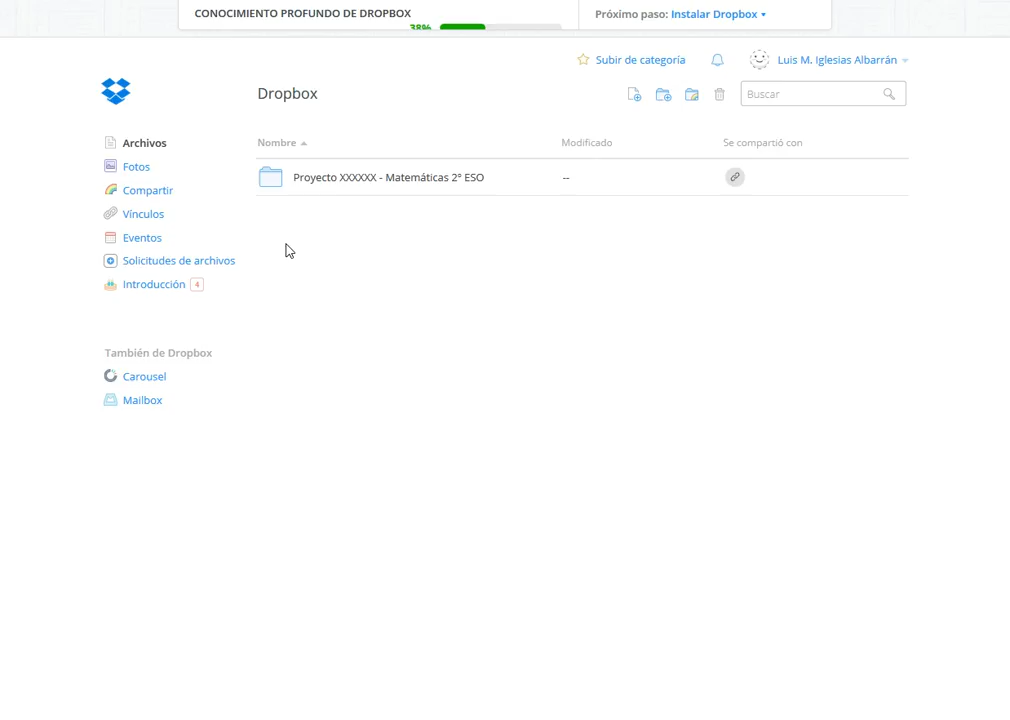 CONOCIMIENTO PROFUNDO DE DROPBOX
38%
Próximo paso: Instalar Dropbox
Subir de categoría
Luis M. Iglesias Albarrán
Dropbox
Buscar
Archivos
Fotos
Compartir
Vínculos
Eventos
Solicitudes de archivos
Introducción 4
También de Dropbox
Carousel
Mailbox
Nombre Modificado Se compartió con
Proyecto XXXXXX - Matemáticas 2º ESO --